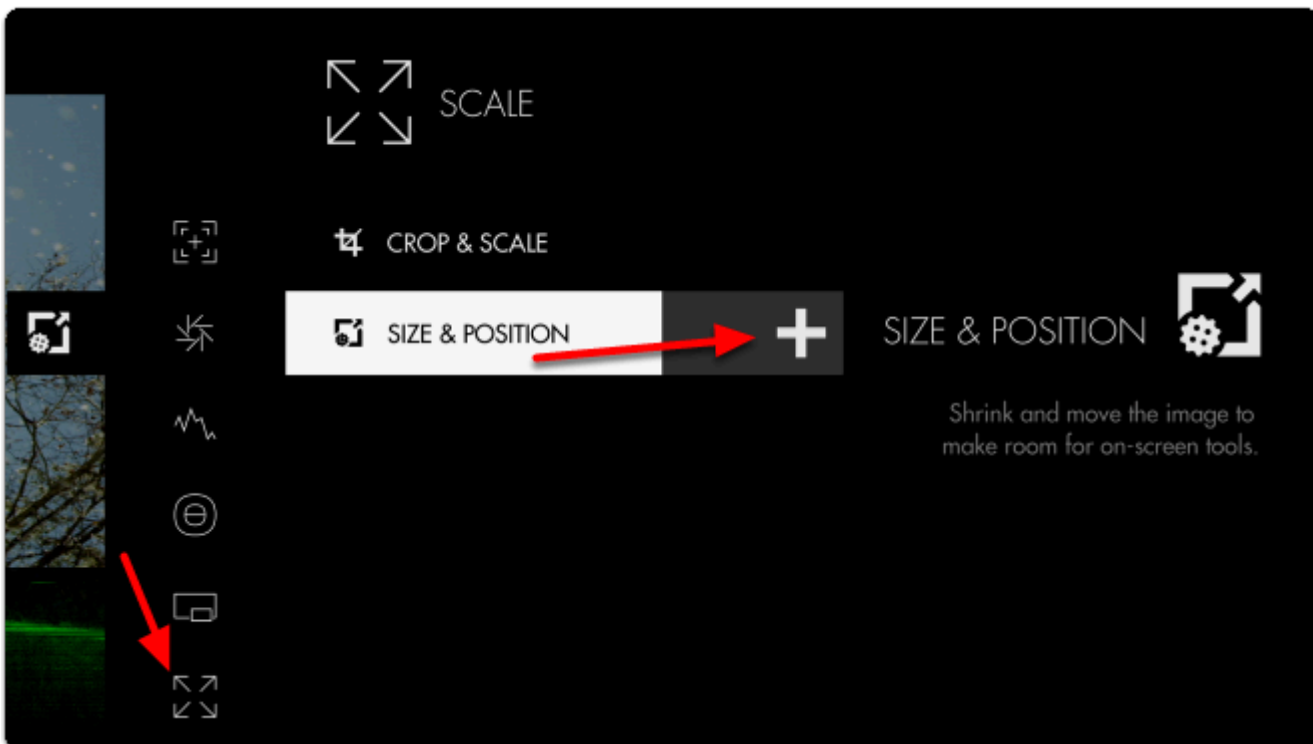 SCALE
CROP & SCALE
SIZE & POSITION
SIZE & POSITION
Shrink and move the image to
make room for on-screen tools.